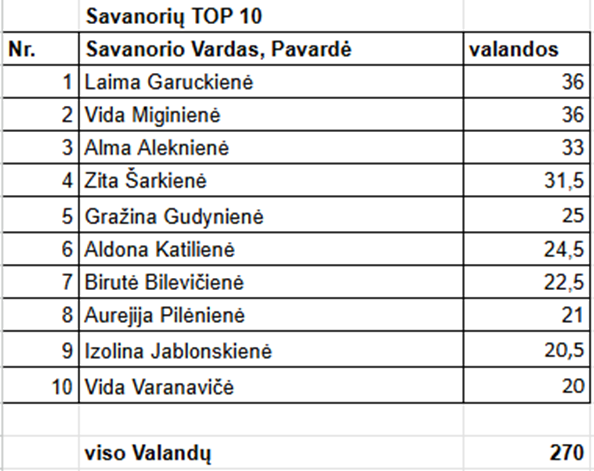 Savanorių TOP 10
Nr. Savanorio Vardas, Pavardė valandos
1 Laima Garuckienė 36
2 Vida Miginienė 36
3 Alma Aleknienė 33
4 Zita Šarkienė 31,5
5 Gražina Gudynienė 25
6 Aldona Katilienė 24,5
7 Birutė Bilevičienė 22,5
8 Aurejija Pilėnienė 21
9 Izolina Jablonskienė 20,5
10 Vida Varanavičė 20
viso Valandų 270